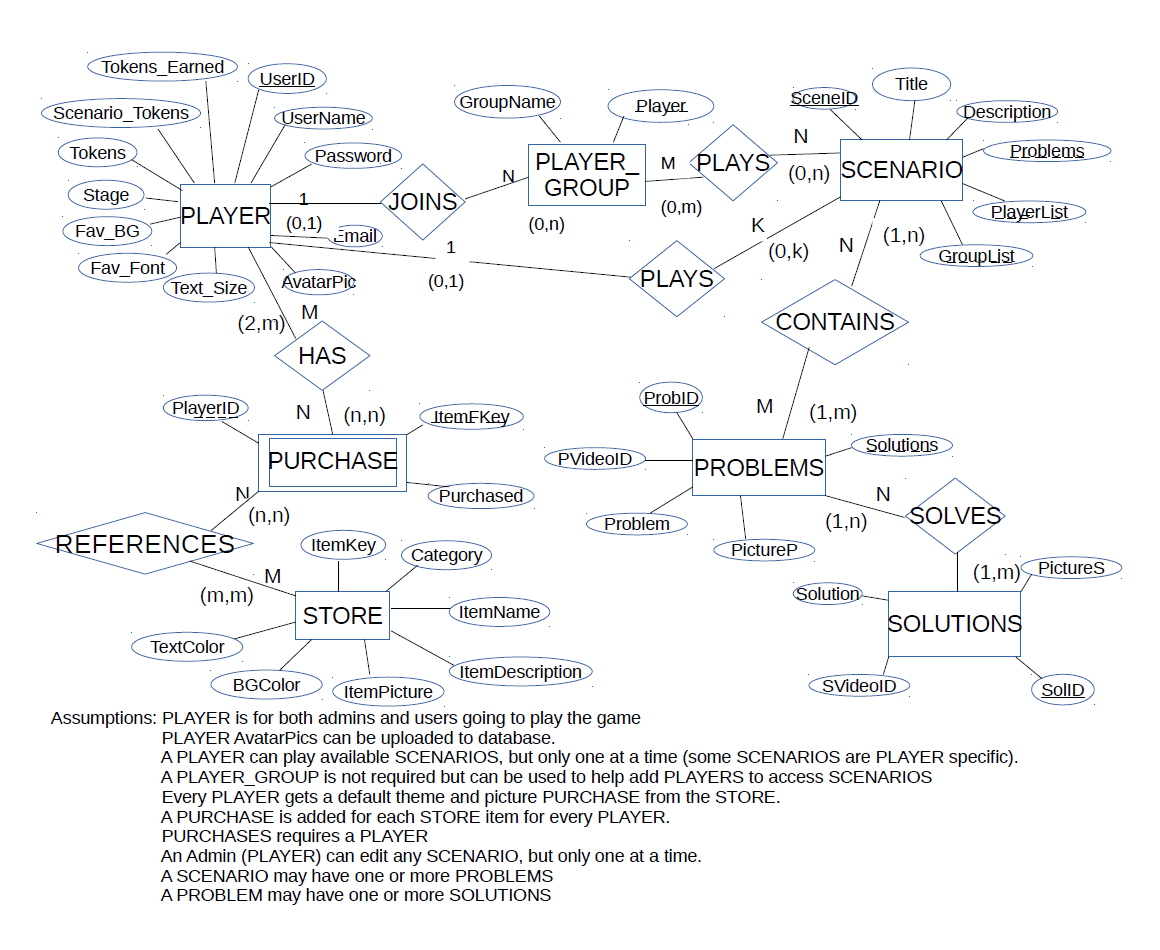 Tokens_Earned
UserID
Scenario_Tokens
UserName
Tokens
Password
Stage
PLAYER
Fav_BG
Fav_Font
Text_Size
AvatarPic
Email
1
(0,1)
JOINS
N
GroupName
Player
PLAYER_
GROUP
(0,n)
M
(0,m)
PLAYS
N
(0,n)
SceneID
Title
Description
Problems
SCENARIO
PlayerList
GroupList
1
(0,1)
PLAYS
K
(0,k)
N
(1,n)
CONTAINS
M
(1,m)
(2,m)
M
HAS
N
(n,n)
PlayerID
ItemFKey
PURCHASE
Purchased
N
(n,n)
REFERENCES
M
(m,m)
ItemKey
Category
STORE
ItemName
TextColor
BGColor
ItemPicture
ItemDescription
ProbID
PVideoID
PROBLEMS
Solutions
Problem
PictureP
N
(1,n)
SOLVES
(1,m)
PictureS
Solution
SOLUTIONS
SVideoID
SolID
Assumptions: PLAYER is for both admins and users going to play the game
PLAYER AvatarPics can be uploaded to database.
A PLAYER can play available SCENARIOS, but only one at a time (some SCENARIOS are PLAYER specific).
A PLAYER_GROUP is not required but can be used to help add PLAYERS to access SCENARIOS
Every PLAYER gets a default theme and picture PURCHASE from the STORE.
A PURCHASE is added for each STORE item for every PLAYER.
PURCHASES requires a PLAYER
An Admin (PLAYER) can edit any SCENARIO, but only one at a time.
A SCENARIO may have one or more PROBLEMS
A PROBLEM may have one or more SOLUTIONS